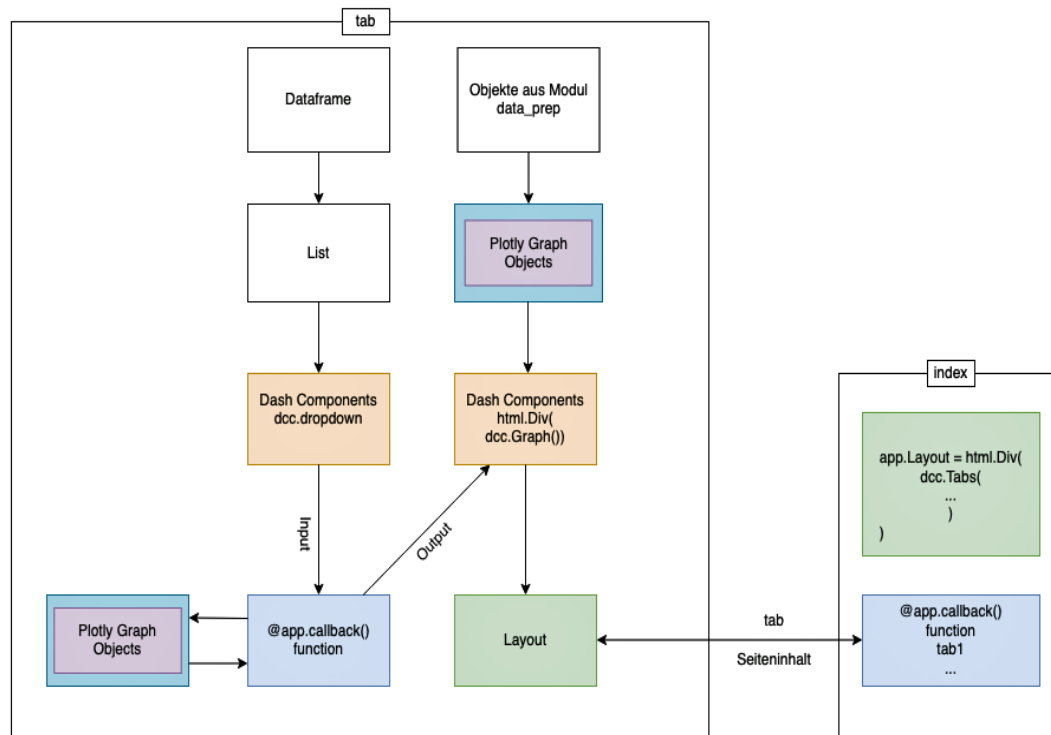 tab
Dataframe
Objekte aus Modul
data_prep
List
Plotly Graph
Objects
Dash Components
dcc.dropdown
Dash Components
html.Div(
dcc.Graph())
index
app.Layout = html.Div(
dcc.Tabs(
...
)
)
Input
Output
Plotly Graph
Objects
@app.callback()
function
Layout
tab
Seiteninhalt
@app.callback()
function
tab1
...